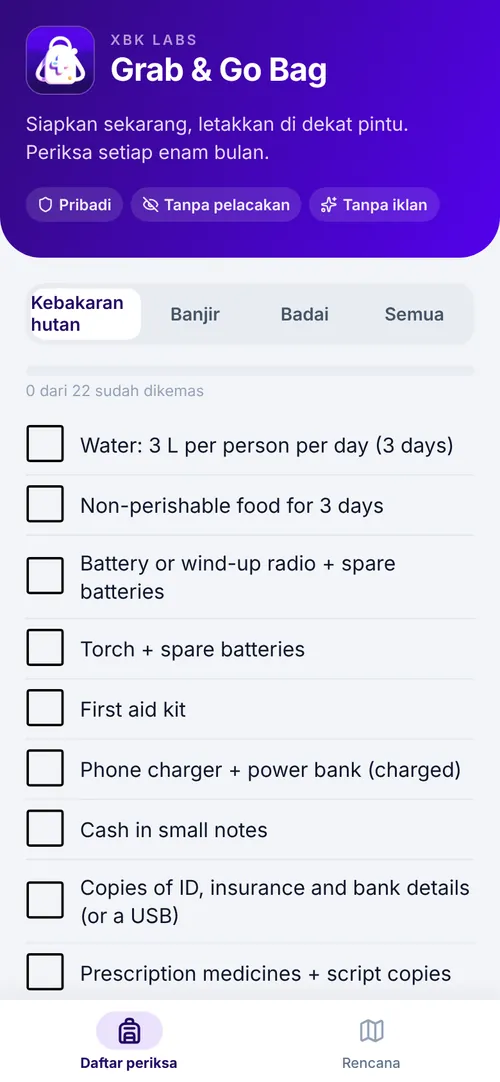 XBK LABS
Grab & Go Bag
Siapkan sekarang, letakkan di dekat pintu.
Periksa setiap enam bulan.
Pribadi
Tanpa pelacakan
Tanpa iklan
Kebakaran
hutan
Banjir
Badai
Semua
0 dari 22 sudah dikemas
Water: 3 L per person per day (3 days)
Non-perishable food for 3 days
Battery or wind-up radio + spare
batteries
Torch + spare batteries
First aid kit
Phone charger + power bank (charged)
Cash in small notes
Copies of ID, insurance and bank details
(or a USB)
Prescription medicines + script copies
Daftar periksa
Rencana